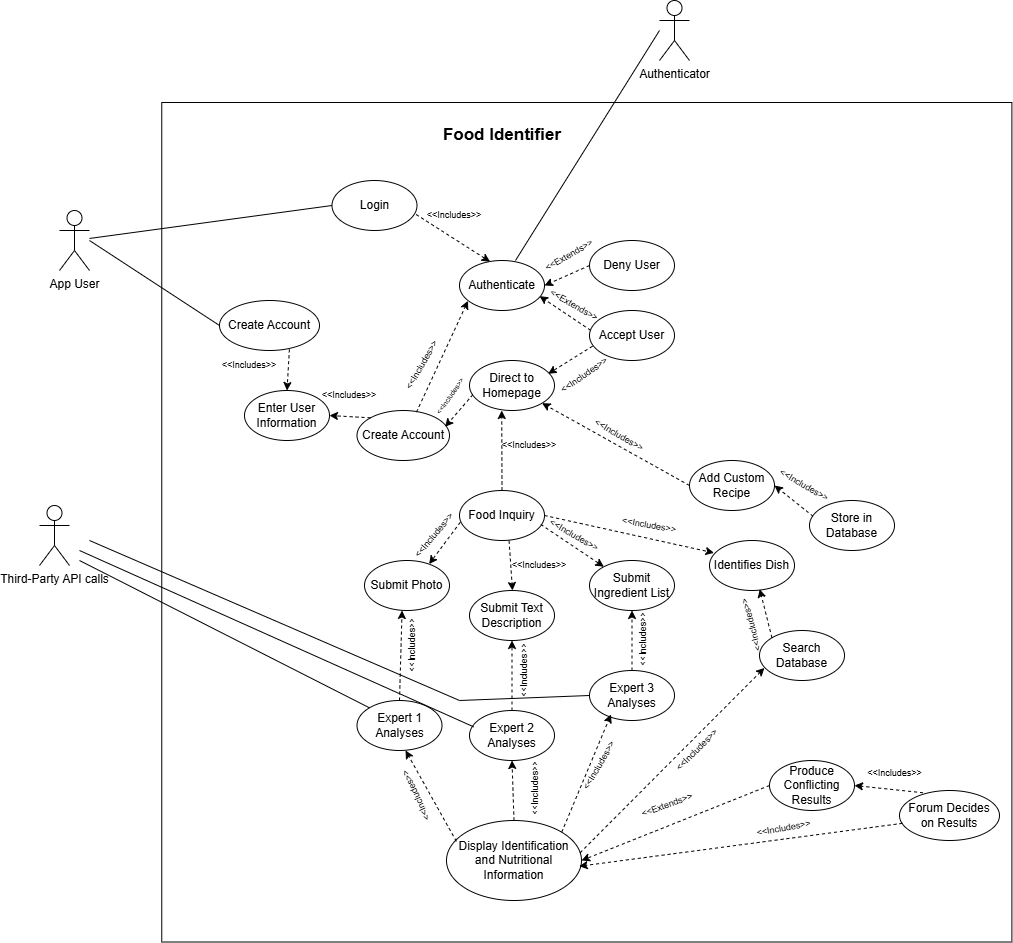 Authenticator
Food Identifier
Login
<<Includes>>
App User
Authenticate
<<Extends>>
Deny User
<<Extends>>
Accept User
Create Account
<<Includes>>
<<Includes>>
Direct to
Homepage
<<Includes>>
<<Includes>>
<<Includes>>
Enter User
Information
Create Account
<<Includes>>
<<Includes>>
Add Custom
Recipe
<<Includes>>
Store in
Database
Food Inquiry
<<Includes>>
<<Includes>>
<<Includes>>
<<Includes>>
Third-Party API calls
Submit Photo
Submit Text
Description
Submit
Ingredient List
Identifies Dish
<<Includes>>
<<Includes>>
<<Includes>>
<<Includes>>
Search
Database
Expert 1
Analyses
Expert 2
Analyses
Expert 3
Analyses
<<Includes>>
<<Includes>>
<<Includes>>
<<Includes>>
Produce
Conflicting
Results
<<Includes>>
<<Extends>>
Forum Decides
on Results
<<Includes>>
Display Identification
and Nutritional
Information